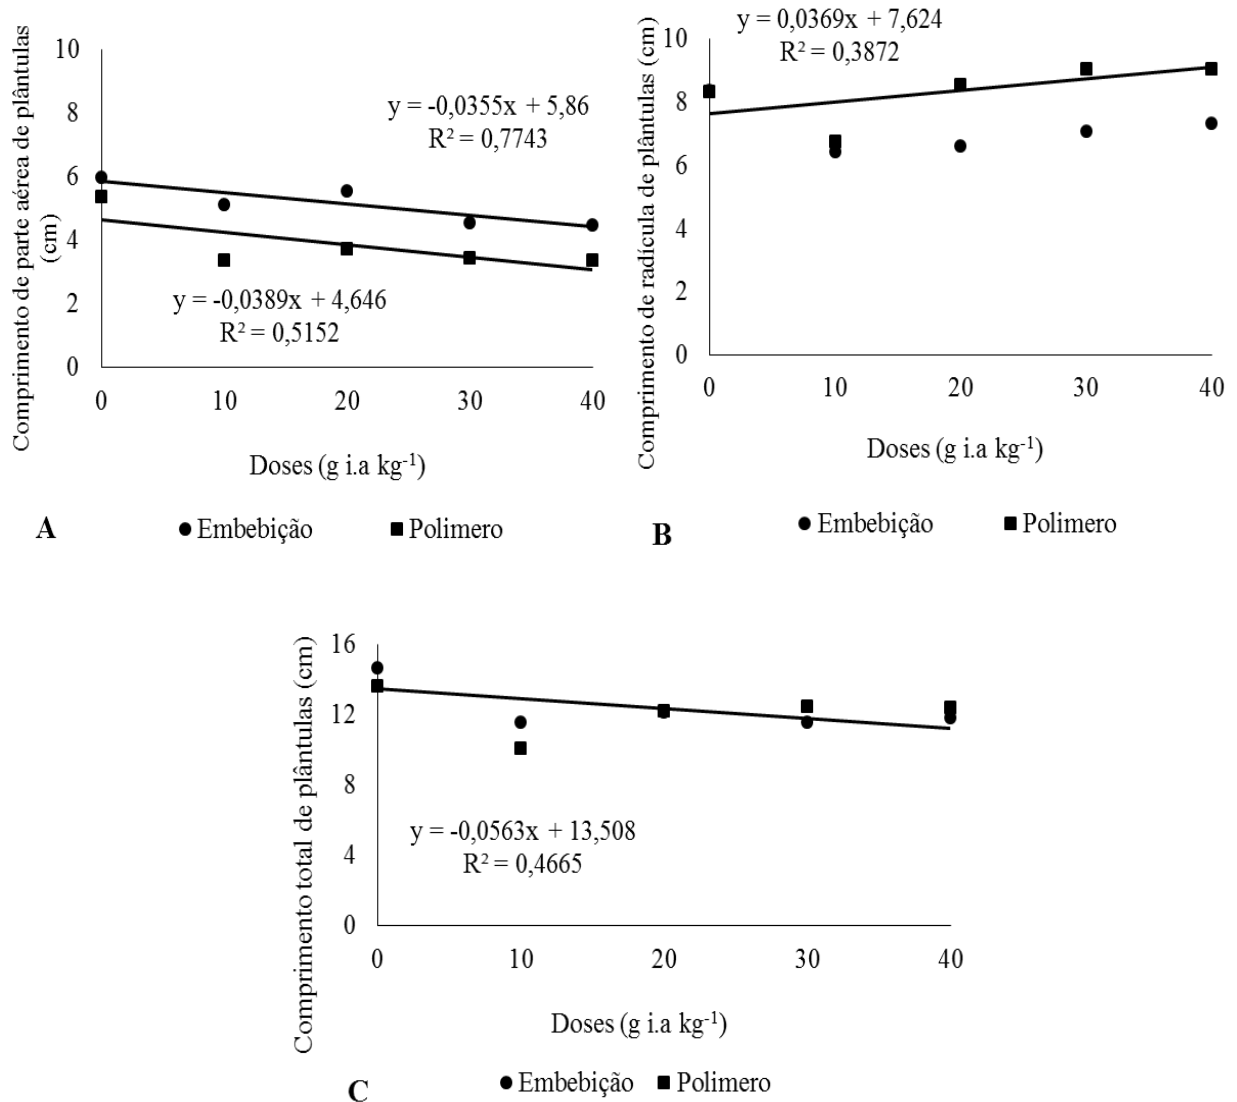 Comprimento de parte aérea de plântulas
(cm)
10
8
6
4
2
0
y = -0,0355x + 5,86
R² = 0,7743
y = -0,0389x + 4,646
R² = 0,5152
0 10 20 30 40
Doses (g i.a kg⁻¹)
A
Embebição Polimero
Comprimento de radícula de plântulas (cm)
y = 0,0369x + 7,624
R² = 0,3872
10
8
6
4
2
0
0 10 20 30 40
Doses (g i.a kg⁻¹)
B
Embebição Polimero
Comprimento total de plântulas (cm)
16
12
8
4
0
y = -0,0563x + 13,508
R² = 0,4665
0 10 20 30 40
Doses (g i.a kg⁻¹)
C
Embebição Polimero